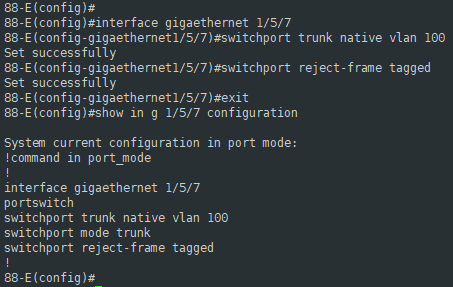 88-E(config)#
88-E(config)#interface gigaethernet 1/5/7
88-E(config-gigaethernet1/5/7)#switchport trunk native vlan 100
Set successfully
88-E(config-gigaethernet1/5/7)#switchport reject-frame tagged
Set successfully
88-E(config-gigaethernet1/5/7)#exit
88-E(config)#show in g 1/5/7 configuration

System current configuration in port mode:
!command in port_mode
!
interface gigaethernet 1/5/7
portswitch
switchport trunk native vlan 100
switchport mode trunk
switchport reject-frame tagged
!
88-E(config)#